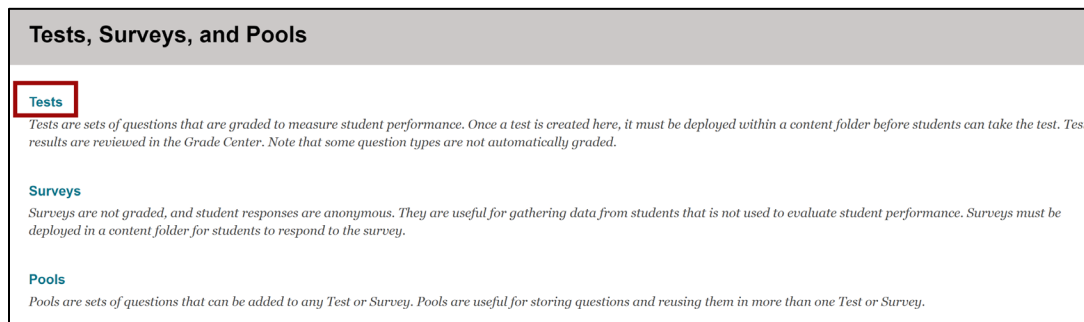 Tests, Surveys, and Pools
Tests
Tests are sets of questions that are graded to measure student performance. Once a test is created here, it must be deployed within a content folder before students can take the test. Tes
results are reviewed in the Grade Center. Note that some question types are not automatically graded.
Surveys
Surveys are not graded, and student responses are anonymous. They are useful for gathering data from students that is not used to evaluate student performance. Surveys must be
deployed in a content folder for students to respond to the survey.
Pools
Pools are sets of questions that can be added to any Test or Survey. Pools are useful for storing questions and reusing them in more than one Test or Survey.